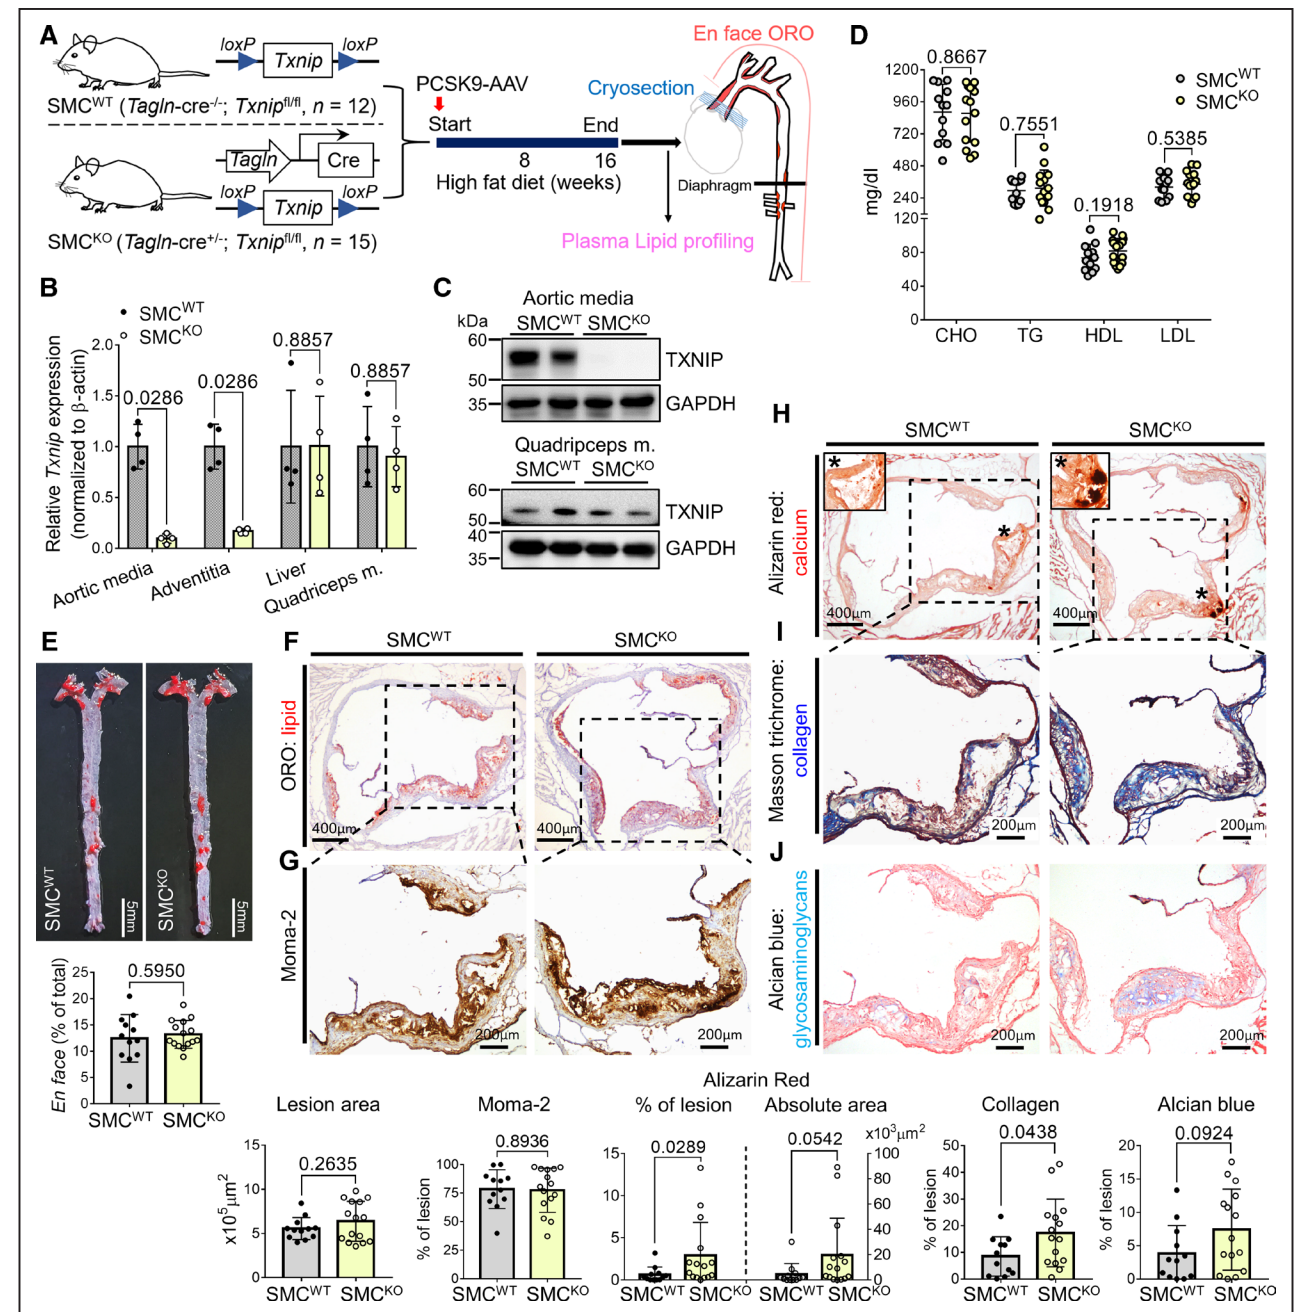 A
loxP loxP
Txnip
SMCWT (Tagln-cre-/-; Txnipfl/fl, n = 12)
Tagln Cre
loxP loxP
Txnip
SMCKO (Tagln-cre+/-; Txnipfl/fl, n = 15)
PCSK9-AAV
Start End
8 16
High fat diet (weeks)
Plasma Lipid profiling
En face ORO
Cryosection
Diaphragm
D
SMCWT
SMCKO
mg/dl
1200
960
720
480
240
120
80
40
0
0.8667
0.7551
0.1918
0.5385
CHO TG HDL LDL
B
SMCWT
SMCKO
Relative Txnip expression
(normalized to β-actin)
2.0
1.5
1.0
0.5
0.0
0.0286
0.0286
0.8857
0.8857
Aortic media
Adventitia
Liver
Quadriceps m.
C
Aortic media
kDa SMCWT SMCKO
60
50
TXNIP
35
GAPDH
Quadripceps m.
SMCWT SMCKO
60
50
TXNIP
40
35
GAPDH
E
SMCWT
5mm
SMCKO
5mm
En face (% of total)
25
20
15
10
5
0
0.5950
SMCWT SMCKO
F
SMCWT SMCKO
ORO: lipid
400µm 400µm
G
Moma-2
200µm 200µm
H
SMCWT SMCKO
Alizarin red:
calcium
* *
* *
400µm 400µm
I
Masson trichrome:
collagen
200µm 200µm
J
Alcian blue:
glycosaminoglycans
200µm 200µm
Lesion area
x10⁵µm²
15
10
5
0
0.2635
SMCWT SMCKO
Moma-2
% of lesion
100
75
50
25
0
0.8936
SMCWT SMCKO
Alizarin Red
% of lesion
% of lesion
15
10
5
0
0.0289
SMCWT SMCKO
Absolute area
x10³µm²
100
80
60
40
20
0
0.0542
SMCWT SMCKO
Collagen
% of lesion
50
40
30
20
10
0
0.0438
SMCWT SMCKO
Alcian blue
% of lesion
20
15
10
5
0
0.0924
SMCWT SMCKO